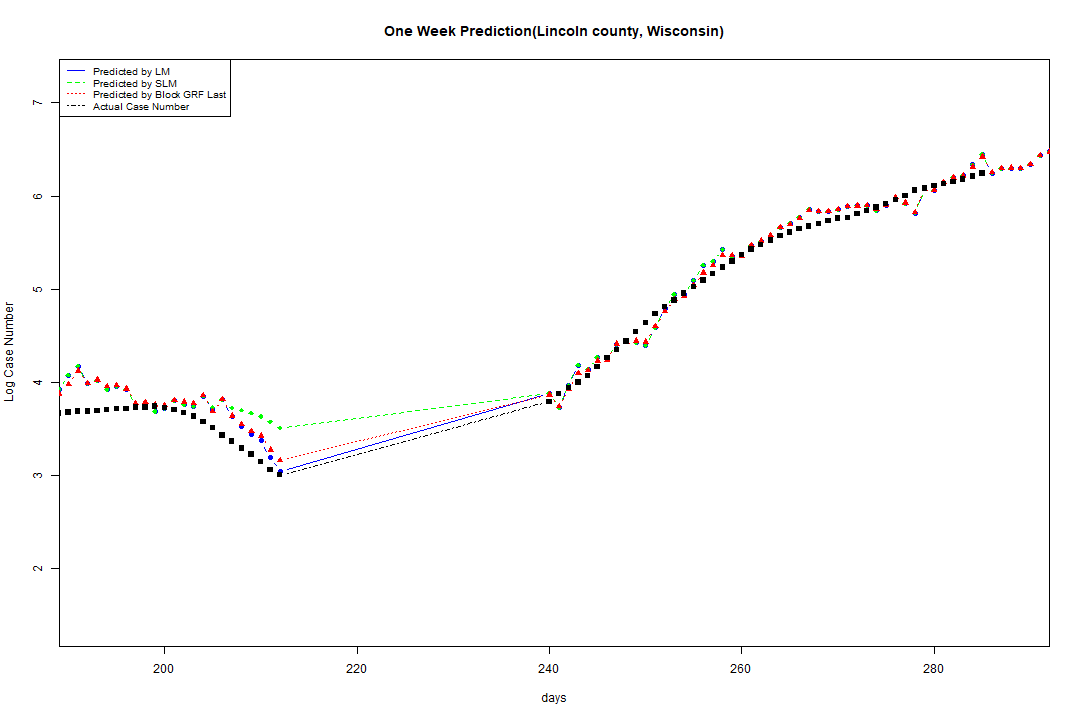 One Week Prediction(Lincoln county, Wisconsin)
Predicted by LM
Predicted by SLM
Predicted by Block GRF Last
Actual Case Number
7
6
5
4
3
2
Log Case Number
200 220 240 260 280
days